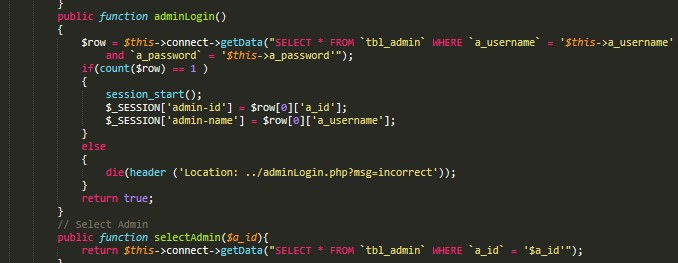 }
public function adminLogin()
{
$row = $this->connect->getData("SELECT * FROM `tbl_admin` WHERE `a_username` = '$this->a_username'
and `a_password` = '$this->a_password'");
if(count($row) == 1 )
{
session_start();
$_SESSION['admin-id'] = $row[0]['a_id'];
$_SESSION['admin-name'] = $row[0]['a_username'];
}
else
{
die(header ('Location: ../adminLogin.php?msg=incorrect'));
}
return true;
}
// Select Admin
public function selectAdmin($a_id){
return $this->connect->getData("SELECT * FROM `tbl_admin` WHERE `a_id` = '$a_id'");
}